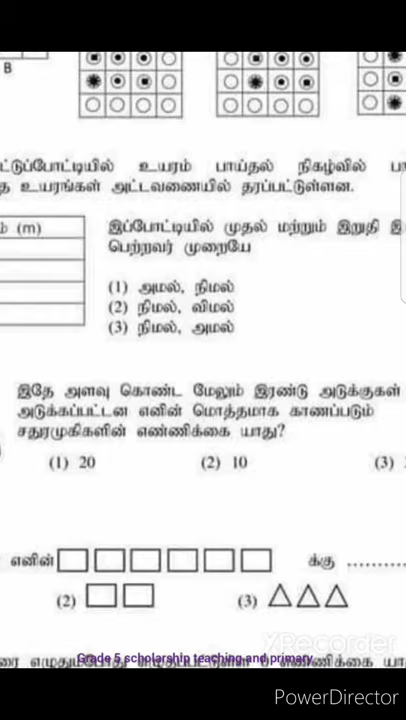 B
உயரம் பாய்தல் நிகழ்வில்
உயரங்கள் அட்டவணையில் தரப்பட்டுள்ளன.
(m)
இப்போட்டியில் முதல் மற்றும் இறுதி
பெற்றவர் முறையே
(1) அமல், நிமல்
(2) நிமல், விமல்
(3) நிமல், அமல்
இதே அளவு கொண்ட மேலும் இரண்டு அடுக்குகள்
அடுக்கப்பட்டன எனின் மொத்தமாக காணப்படும்
சதுரமுகிகளின் எண்ணிக்கை யாது?
(1) 20 (2) 10 (3)
எனின் க்கு ..........
(2) (3)
Grade 5 scholarship teaching and primary
XRecorder
PowerDirector